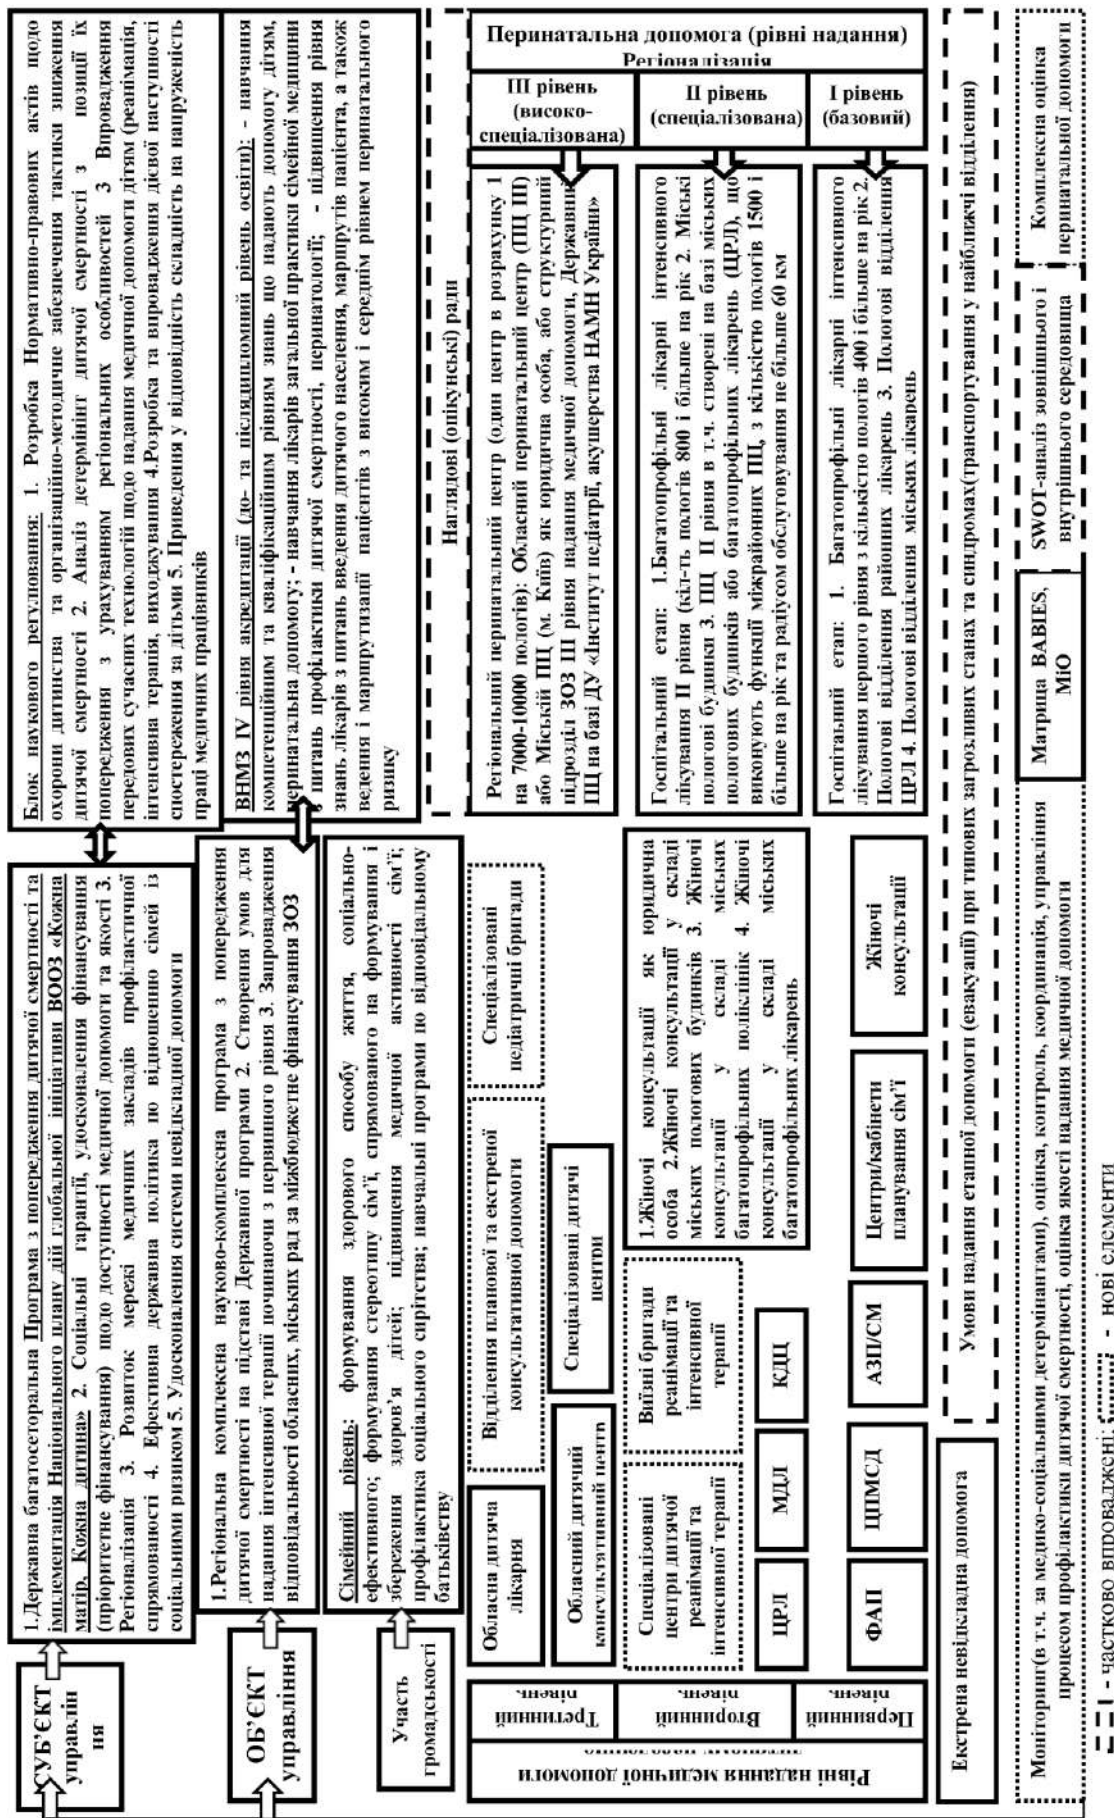 СУБ’ЄКТ
управлін
ня
1.Державна багатосекторальна Програма з попередження дитячої смертності та
імплементація Національного плану дій глобальної ініціативи ВООЗ «Кожна
матір, Кожна дитина» 2. Соціальні гарантії, удосконалення фінансування
(пріоритетне фінансування) щодо доступності медичної допомоги та якості 3.
Регіоналізація 3. Розвиток мережі медичних закладів профілактичної
спрямованості 4. Ефективна державна політика по відношенню сімей із
соціальними ризиком 5. Удосконалення системи невідкладної допомоги
Блок наукового регулювання: 1. Розробка Нормативно-правових актів щодо
охорони дитинства та організаційно-методичне забезпечення тактики зниження
дитячої смертності 2. Аналіз детермініт дитячої смертності з позиції їх
попередження з урахуванням регіональних особливостей 3 Впровадження
передових сучасних технологій щодо надання медичної допомоги дітям (реанімація,
інтенсивна терапія, виходжування 4.Розробка та впровадження дієвої наступності
спостереження за дітьми 5. Приведення у відповідність складність та напруженість
праці медичних працівників
ОБ’ЄКТ
управління
1.Регіональна комплексна науково-комплексна програма з попередження
дитячої смертності на підставі Державної програми 2. Створення умов для
надання інтенсивної терапії починаючи з первинного рівня 3. Запровадження
відповідальності обласних, міських рад за міжбюджетне фінансування ЗОЗ
ВНМЗ IV рівня акредитації (до- та післядипломний рівень освіти): - навчання
компетенційним та кваліфікаційним рівням знань що надають допомогу дітям,
перинатальна допомогу; - навчання лікарів загальної практики сімейної медицини
з питань профілактики дитячої смертності, перинатології; - підвищення рівня
знань лікарів з питань введення дитячого населення, маршрутів пацієнта, а також
ведення і маршрутизації пацієнтів з високим і середнім рівнем перинатального
ризику
Участь
громадськості
Сімейний рівень: формування здорового способу життя, соціально-
ефективного; формування стереотипу сім’ї, спрямованого на формування і
збереження здоров’я дітей; підвищення медичної активності сім’ї;
профілактика соціального сирітства; навчальні програми по відповідальному
батьківству
Наглядові (опікунські) ради
Рівні надання медичної допомоги
Третинний
рівень
Обласна дитяча
лікарня
Відділення планової та екстреної
консультативної допомоги
Спеціалізовані
педіатричні бригади
Обласний дитячий
консультативний центр
Спеціалізовані дитячі
центри
Регіональний перинатальний центр (один центр в розрахунку 1
на 7000-10000 пологів): Обласний перинатальний центр (ПЦ III)
або Міській ПЦ (м. Київ) як юридична особа, або структурний
підрозділ ЗОЗ III рівня надання медичної допомоги, Державний
ПЦ на базі ДУ «Інститут педіатрії, акушерства НАМН України»
Перинатальна допомога (рівні надання)
Регіоналізація
III рівень
(високо-
спеціалізована)
Вторинний
рівень
Спеціалізовані
центри дитячої
реанімації та
інтенсивної терапії
Виїзні бригади
реанімації та
інтенсивної
терапії
ЦРЛ
МДЛ
КДЦ
1.Жіночі консультації як юридична
особа 2.Жіночі консультації у складі
міських пологових будинків 3. Жіночі
консультації у складі міських
багатопрофільних поліклінік 4. Жіночі
консультації у складі міських
багатопрофільних лікарень
Госпітальний етап: 1.Багатопрофільні лікарні інтенсивного
лікування II рівня (кіл-ть пологів 800 і більше на рік 2. Міські
пологові будинки 3. ПЦ II рівня в т.ч. створені на базі міських
пологових будинків або багатопрофільних лікарень (ЦРЛ), що
виконують функції міжрайонних ПЦ, з кількістю пологів 1500 і
більше на рік та радіусом обслуговування не більше 60 км
II рівень
(спеціалізована)
Первинний
рівень
ФАП
ЦПМСД
АЗП/СМ
Центри/кабінети
планування сім’ї
Жіночі
консультації
Госпітальний етап: 1. Багатопрофільні лікарні інтенсивного
лікування першого рівня з кількістю пологів 400 і більше на рік 2.
Пологові відділення районних лікарень 3. Пологові відділення
ЦРЛ 4. Пологові відділення міських лікарень
I рівень
(базовий)
Екстрена невідкладна допомога
Умови надання етапної допомоги (евакуації) при типових загрозливих станах та синдромах(транспортування у найближчі відділення)
Моніторинг(в т.ч. за медико-соціальними детермінантами), оцінка, контроль, координація, управління
процесом профілактики дитячої смертності, оцінка якості надання медичної допомоги
Матриця BABIES,
МіО
SWOT-аналіз зовнішнього і
внутрішнього середовища
Комплексна оцінка
перинатальної допомоги
- частково впроваджені;
- нові елементи